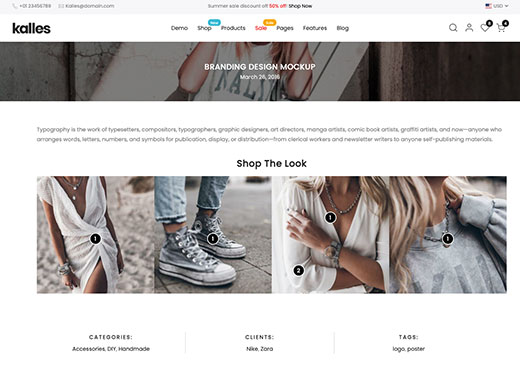 +01 23456789 Kalles@domain.com Summer sale discount off 50% off! Shop Now USD
kalles
New Sale
Demo Shop Products Sale Pages Features Blog
0 4
BRANDING DESIGN MOCKUP
March 28, 2016
Typography is the work of typesetters, compositors, typographers, graphic designers, art directors, manga artists, comic book artists, graffiti artists, and now—anyone who
arranges words, letters, numbers, and symbols for publication, display, or distribution—from clerical workers and newsletter writers to anyone self-publishing materials.
Shop The Look
1 1 1 1
2
CATEGORIES: CLIENTS: TAGS:
Accessories, DIY, Handmade Nike, Zara logo, poster